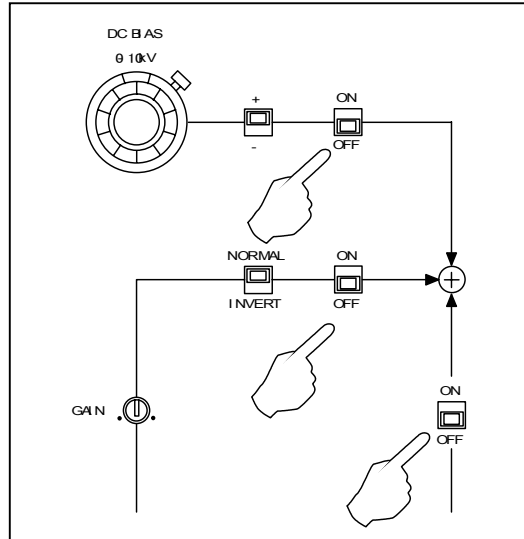 DC BIAS
0-10kV
+
ON
-
OFF
NORMAL
ON
INVERT
OFF
GAIN
ON
OFF